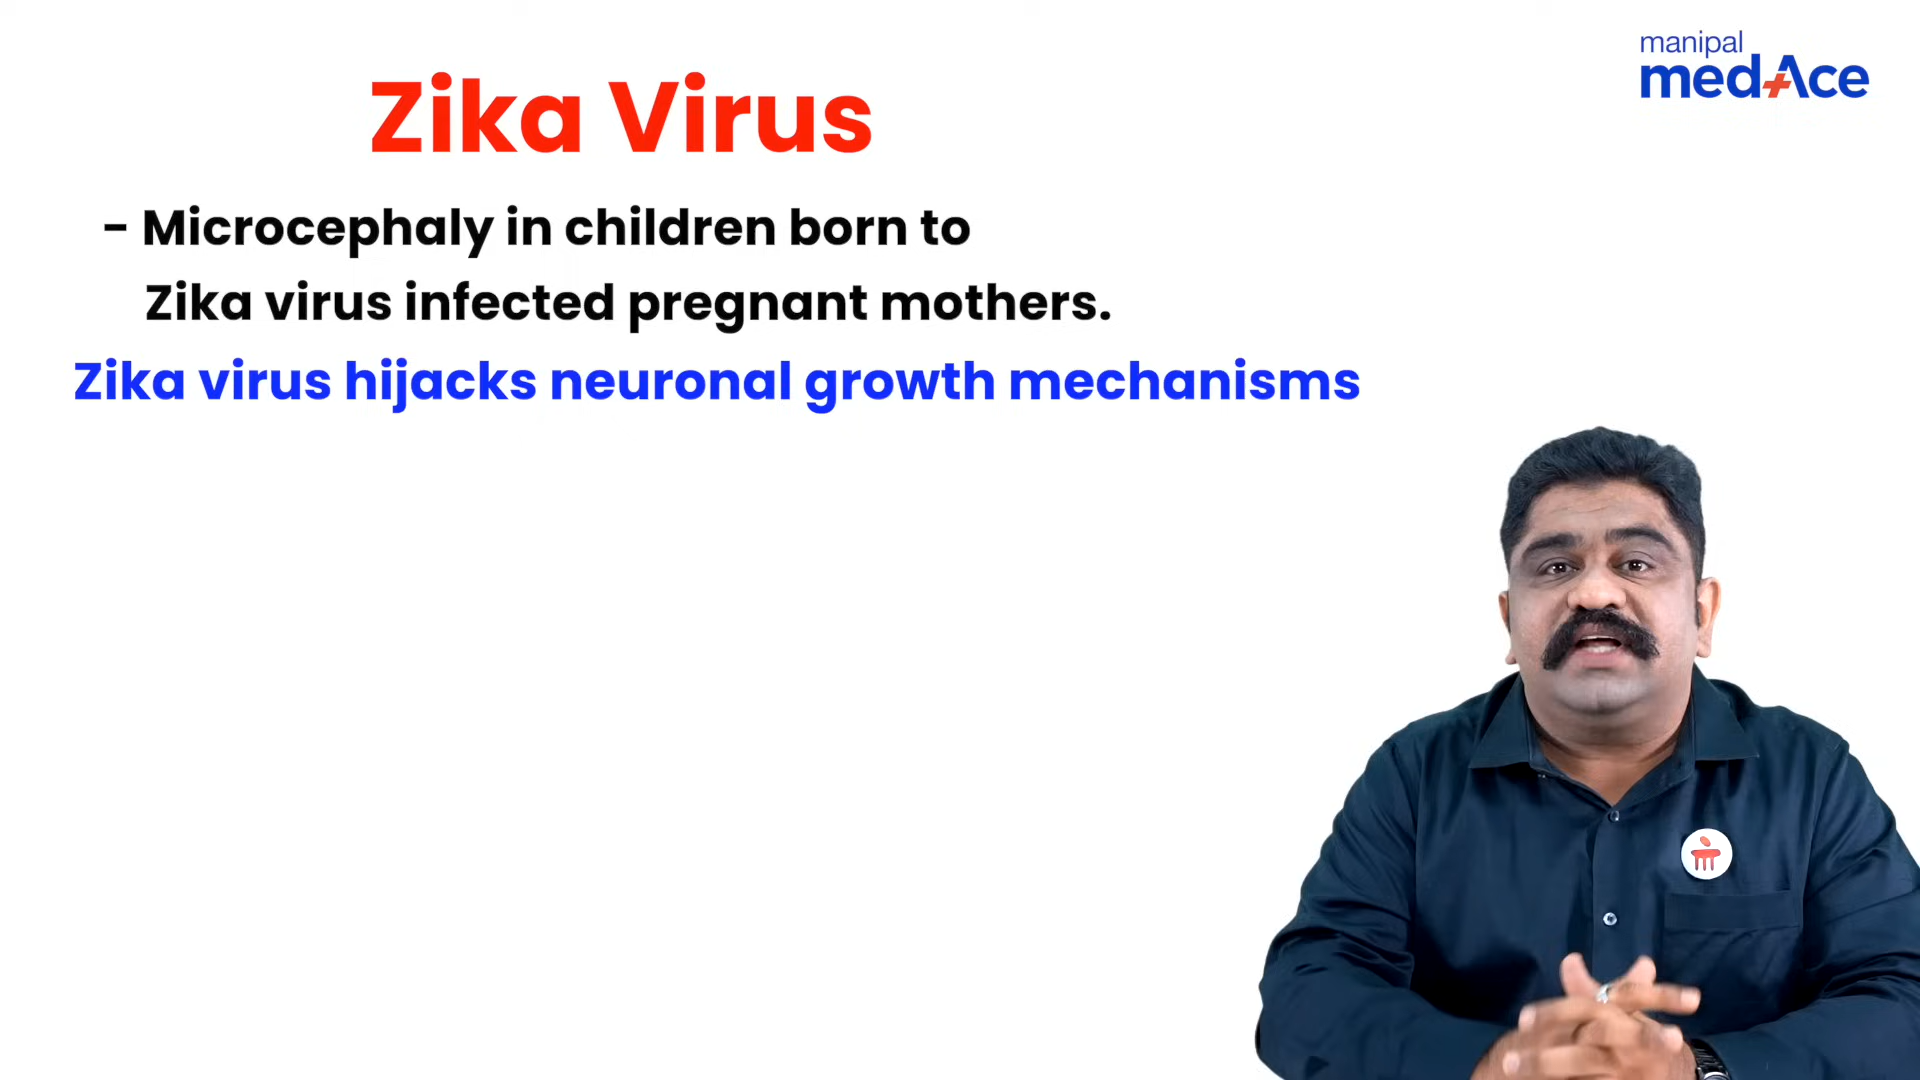 manipal
medAce
Zika Virus
- Microcephaly in children born to
Zika virus infected pregnant mothers.
Zika virus hijacks neuronal growth mechanisms